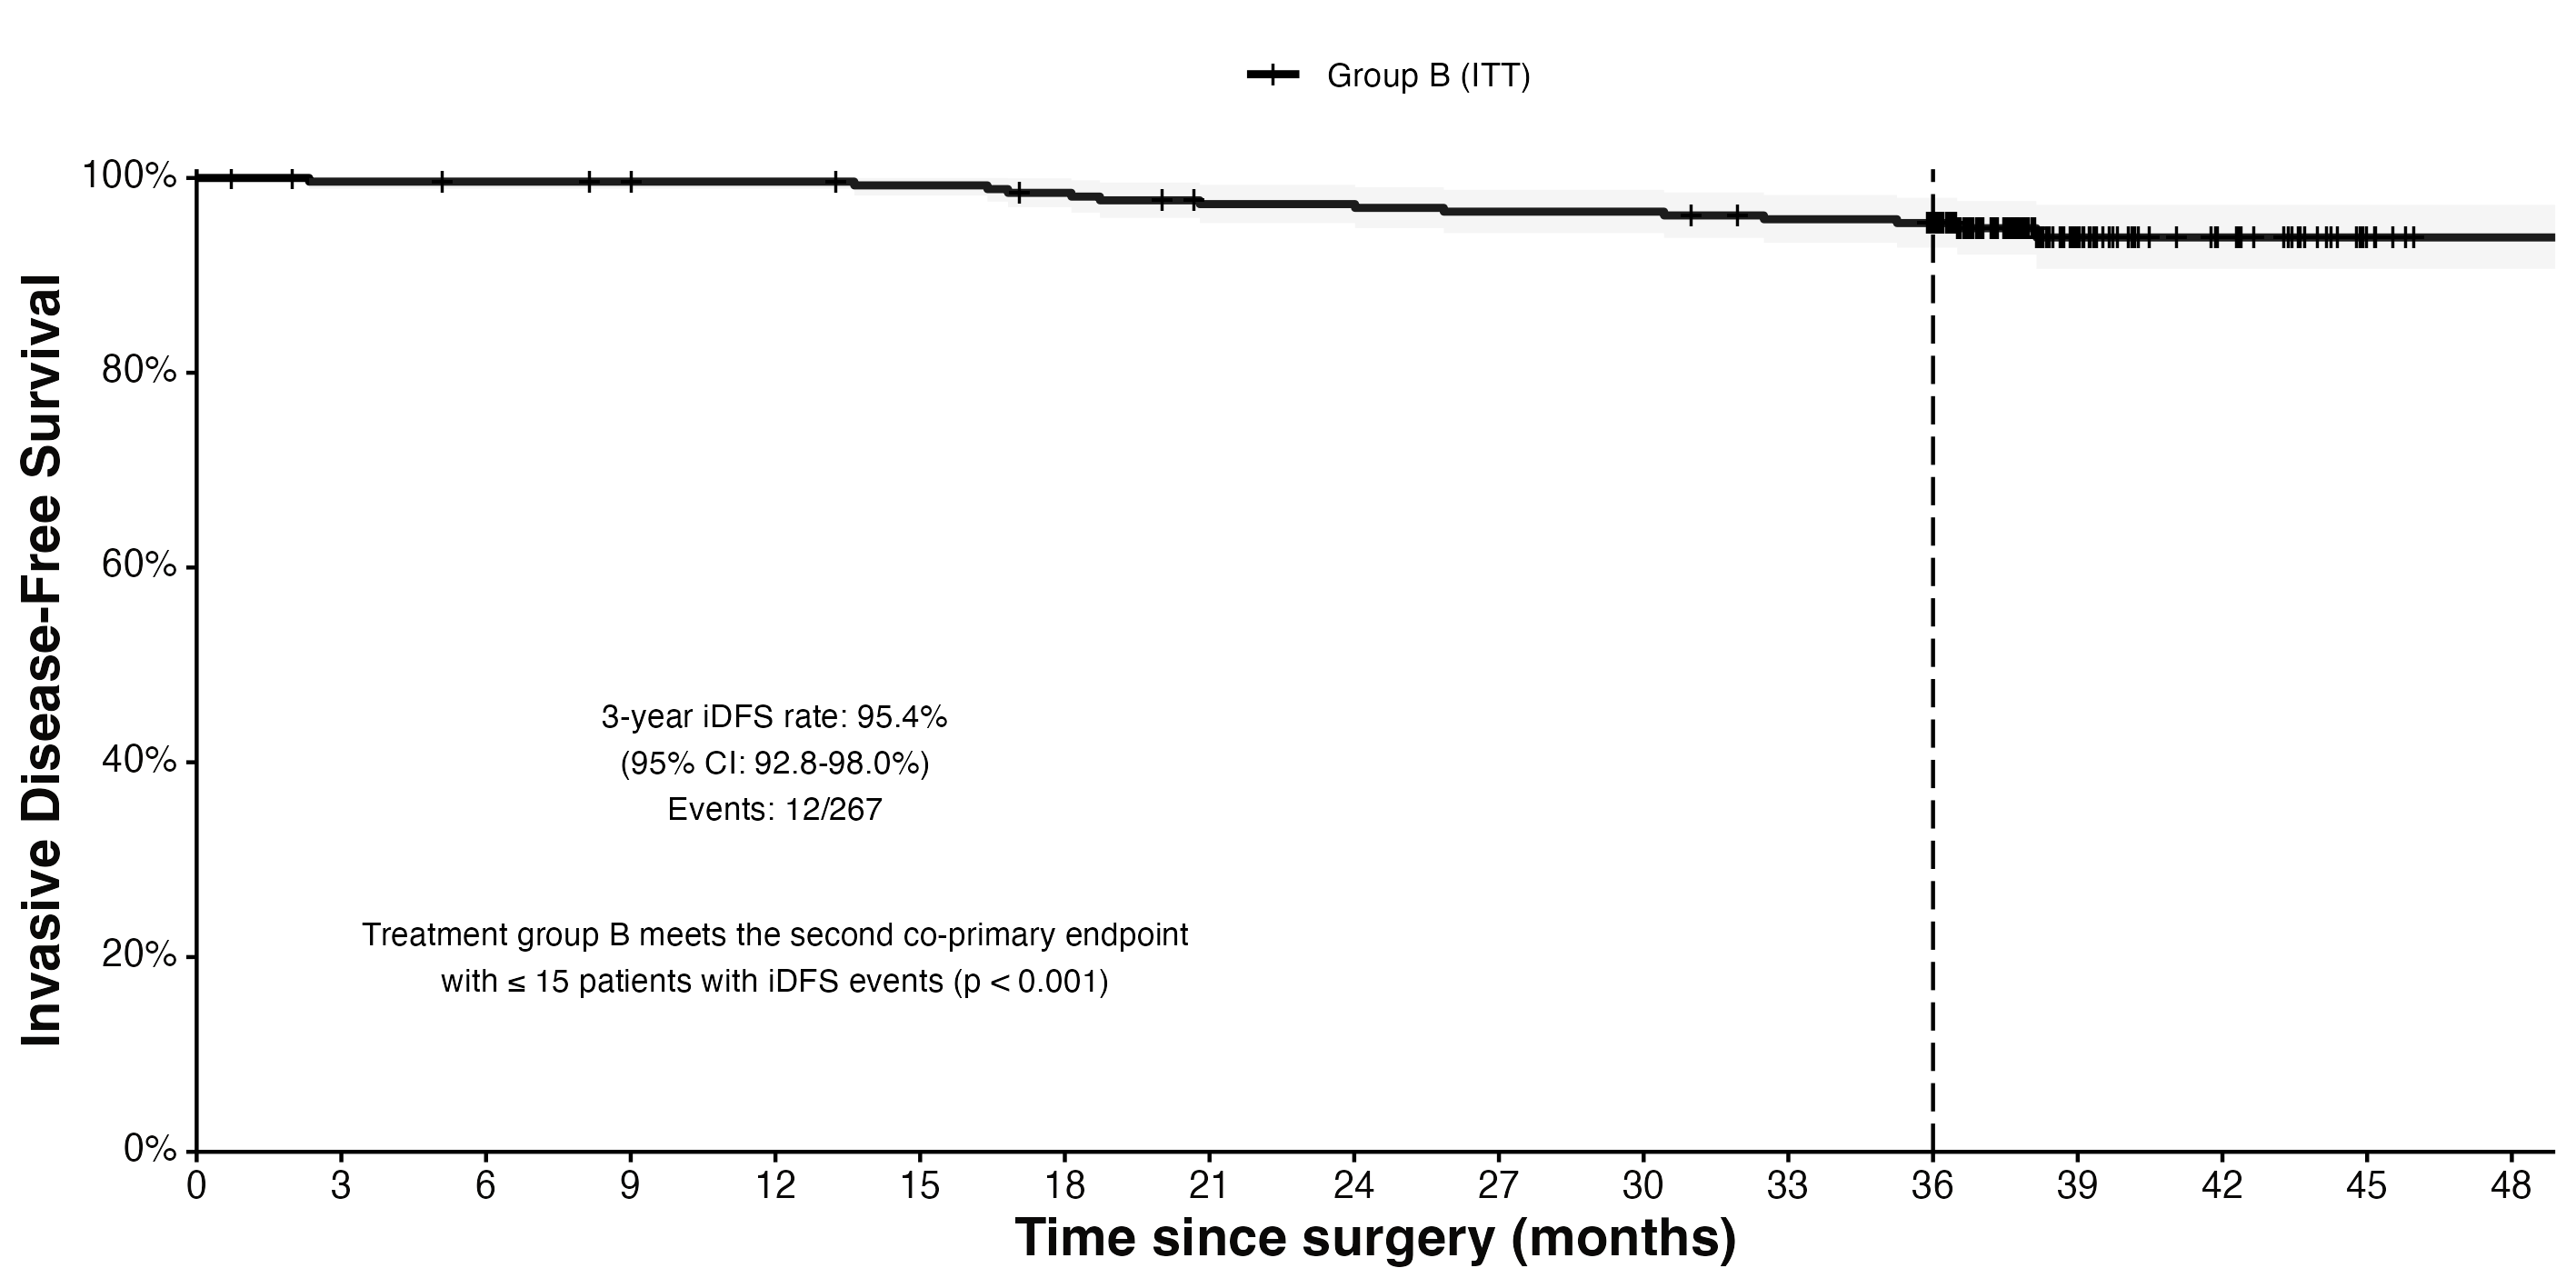 Group B (ITT)
Invasive Disease-Free Survival
100%
80%
60%
40%
20%
0%
3-year iDFS rate: 95.4%
(95% CI: 92.8-98.0%)
Events: 12/267
Treatment group B meets the second co-primary endpoint
with ≤ 15 patients with iDFS events (p < 0.001)
0 3 6 9 12 15 18 21 24 27 30 33 36 39 42 45 48
Time since surgery (months)